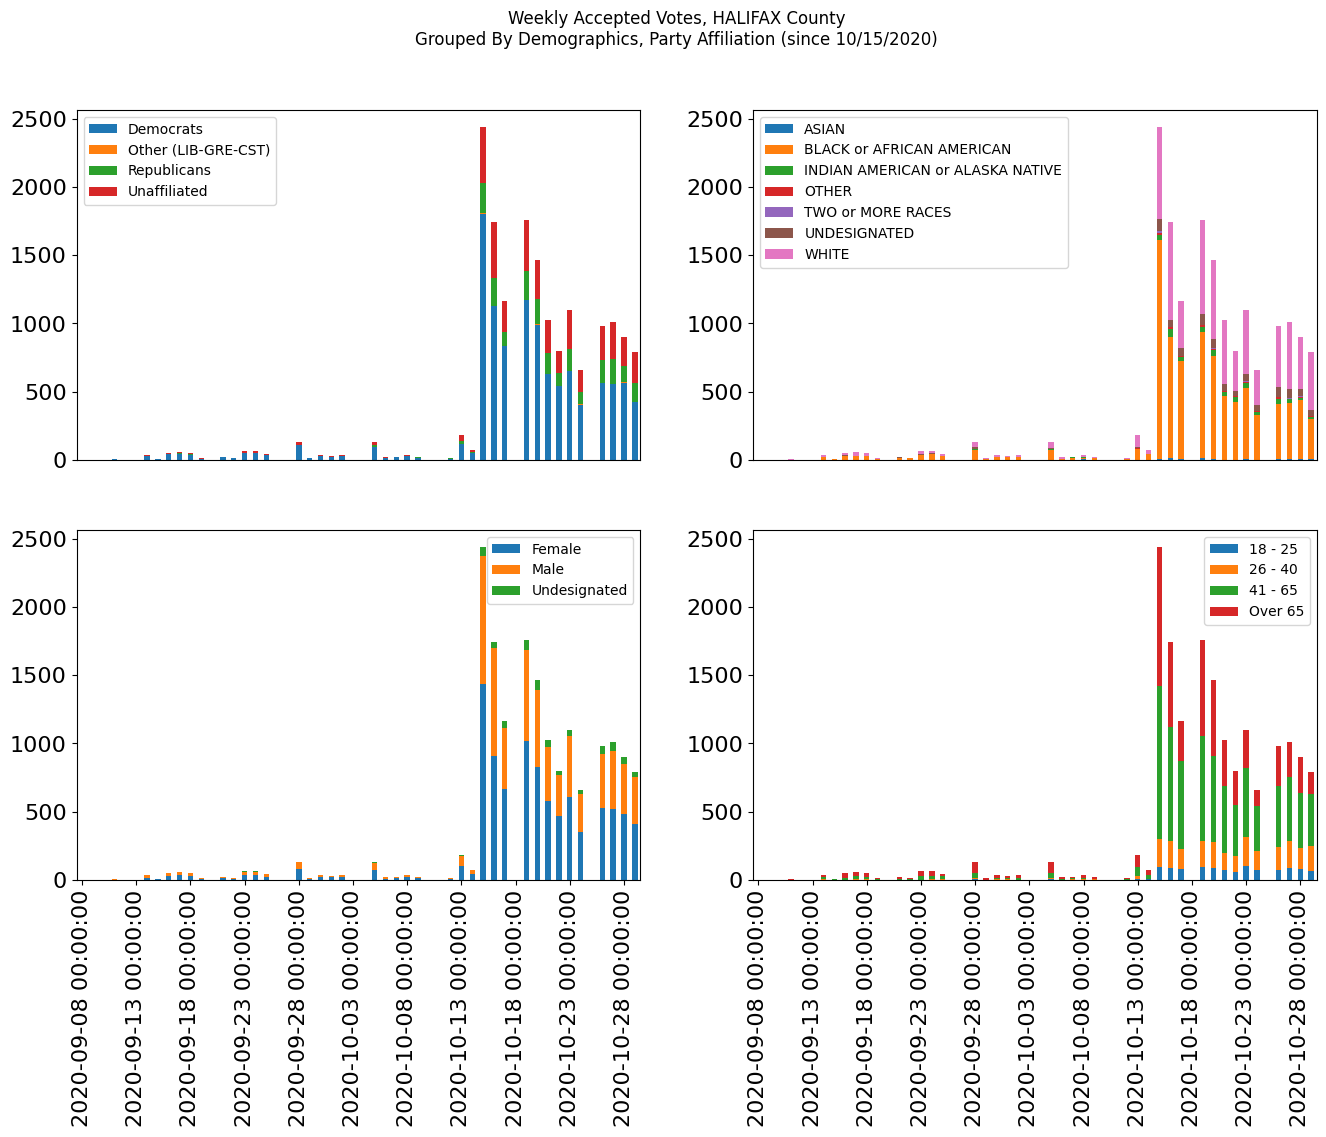 Weekly Accepted Votes, HALIFAX County
Grouped By Demographics, Party Affiliation (since 10/15/2020)
2500
2000
1500
1000
500
0
Democrats
Other (LIB-GRE-CST)
Republicans
Unaffiliated
2500
2000
1500
1000
500
0
ASIAN
BLACK or AFRICAN AMERICAN
INDIAN AMERICAN or ALASKA NATIVE
OTHER
TWO or MORE RACES
UNDESIGNATED
WHITE
2500
2000
1500
1000
500
0
Female
Male
Undesignated
2020-09-08 00:00:00
2020-09-13 00:00:00
2020-09-18 00:00:00
2020-09-23 00:00:00
2020-09-28 00:00:00
2020-10-03 00:00:00
2020-10-08 00:00:00
2020-10-13 00:00:00
2020-10-18 00:00:00
2020-10-23 00:00:00
2020-10-28 00:00:00
2500
2000
1500
1000
500
0
18 - 25
26 - 40
41 - 65
Over 65
2020-09-08 00:00:00
2020-09-13 00:00:00
2020-09-18 00:00:00
2020-09-23 00:00:00
2020-09-28 00:00:00
2020-10-03 00:00:00
2020-10-08 00:00:00
2020-10-13 00:00:00
2020-10-18 00:00:00
2020-10-23 00:00:00
2020-10-28 00:00:00